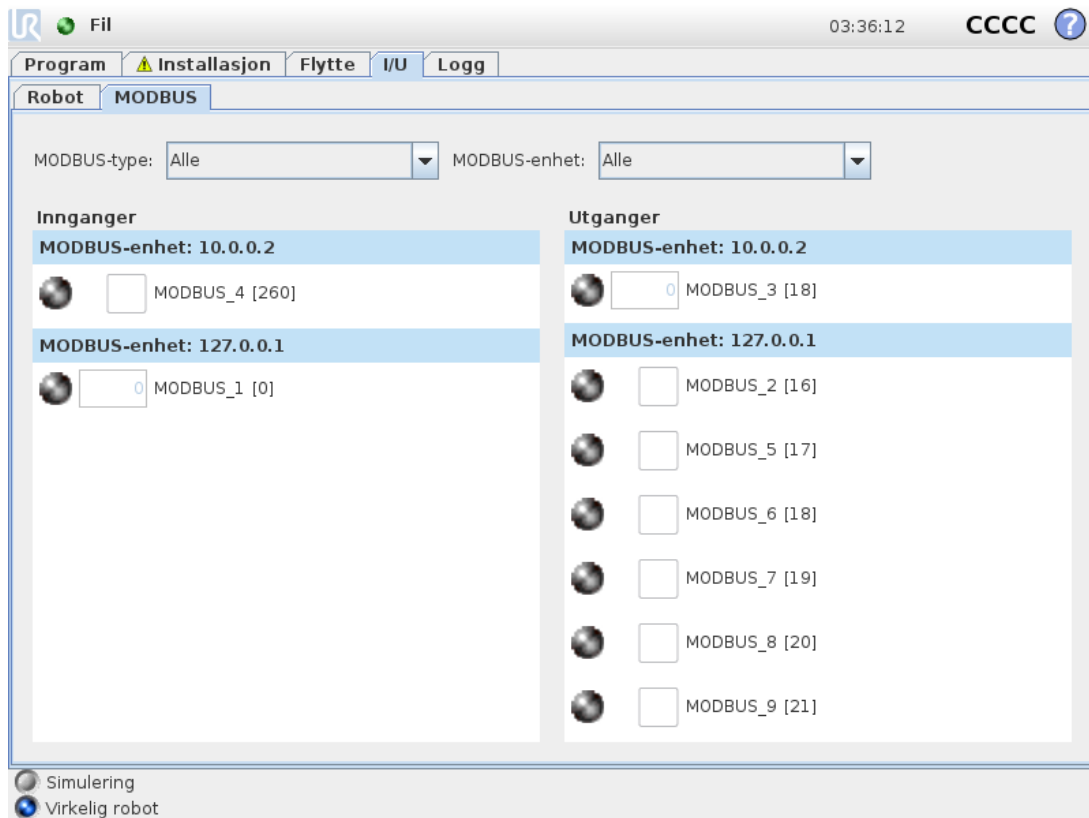 UR Fil 03:36:12 CCCC ?
Program Installasjon Flytte I/U Logg
Robot MODBUS
MODBUS-type: Alle MODBUS-enhet: Alle
Innganger
MODBUS-enhet: 10.0.0.2
MODBUS_4 [260]
MODBUS-enhet: 127.0.0.1
0 MODBUS_1 [0]
Utganger
MODBUS-enhet: 10.0.0.2
0 MODBUS_3 [18]
MODBUS-enhet: 127.0.0.1
MODBUS_2 [16]
MODBUS_5 [17]
MODBUS_6 [18]
MODBUS_7 [19]
MODBUS_8 [20]
MODBUS_9 [21]
Simulering
Virkelig robot